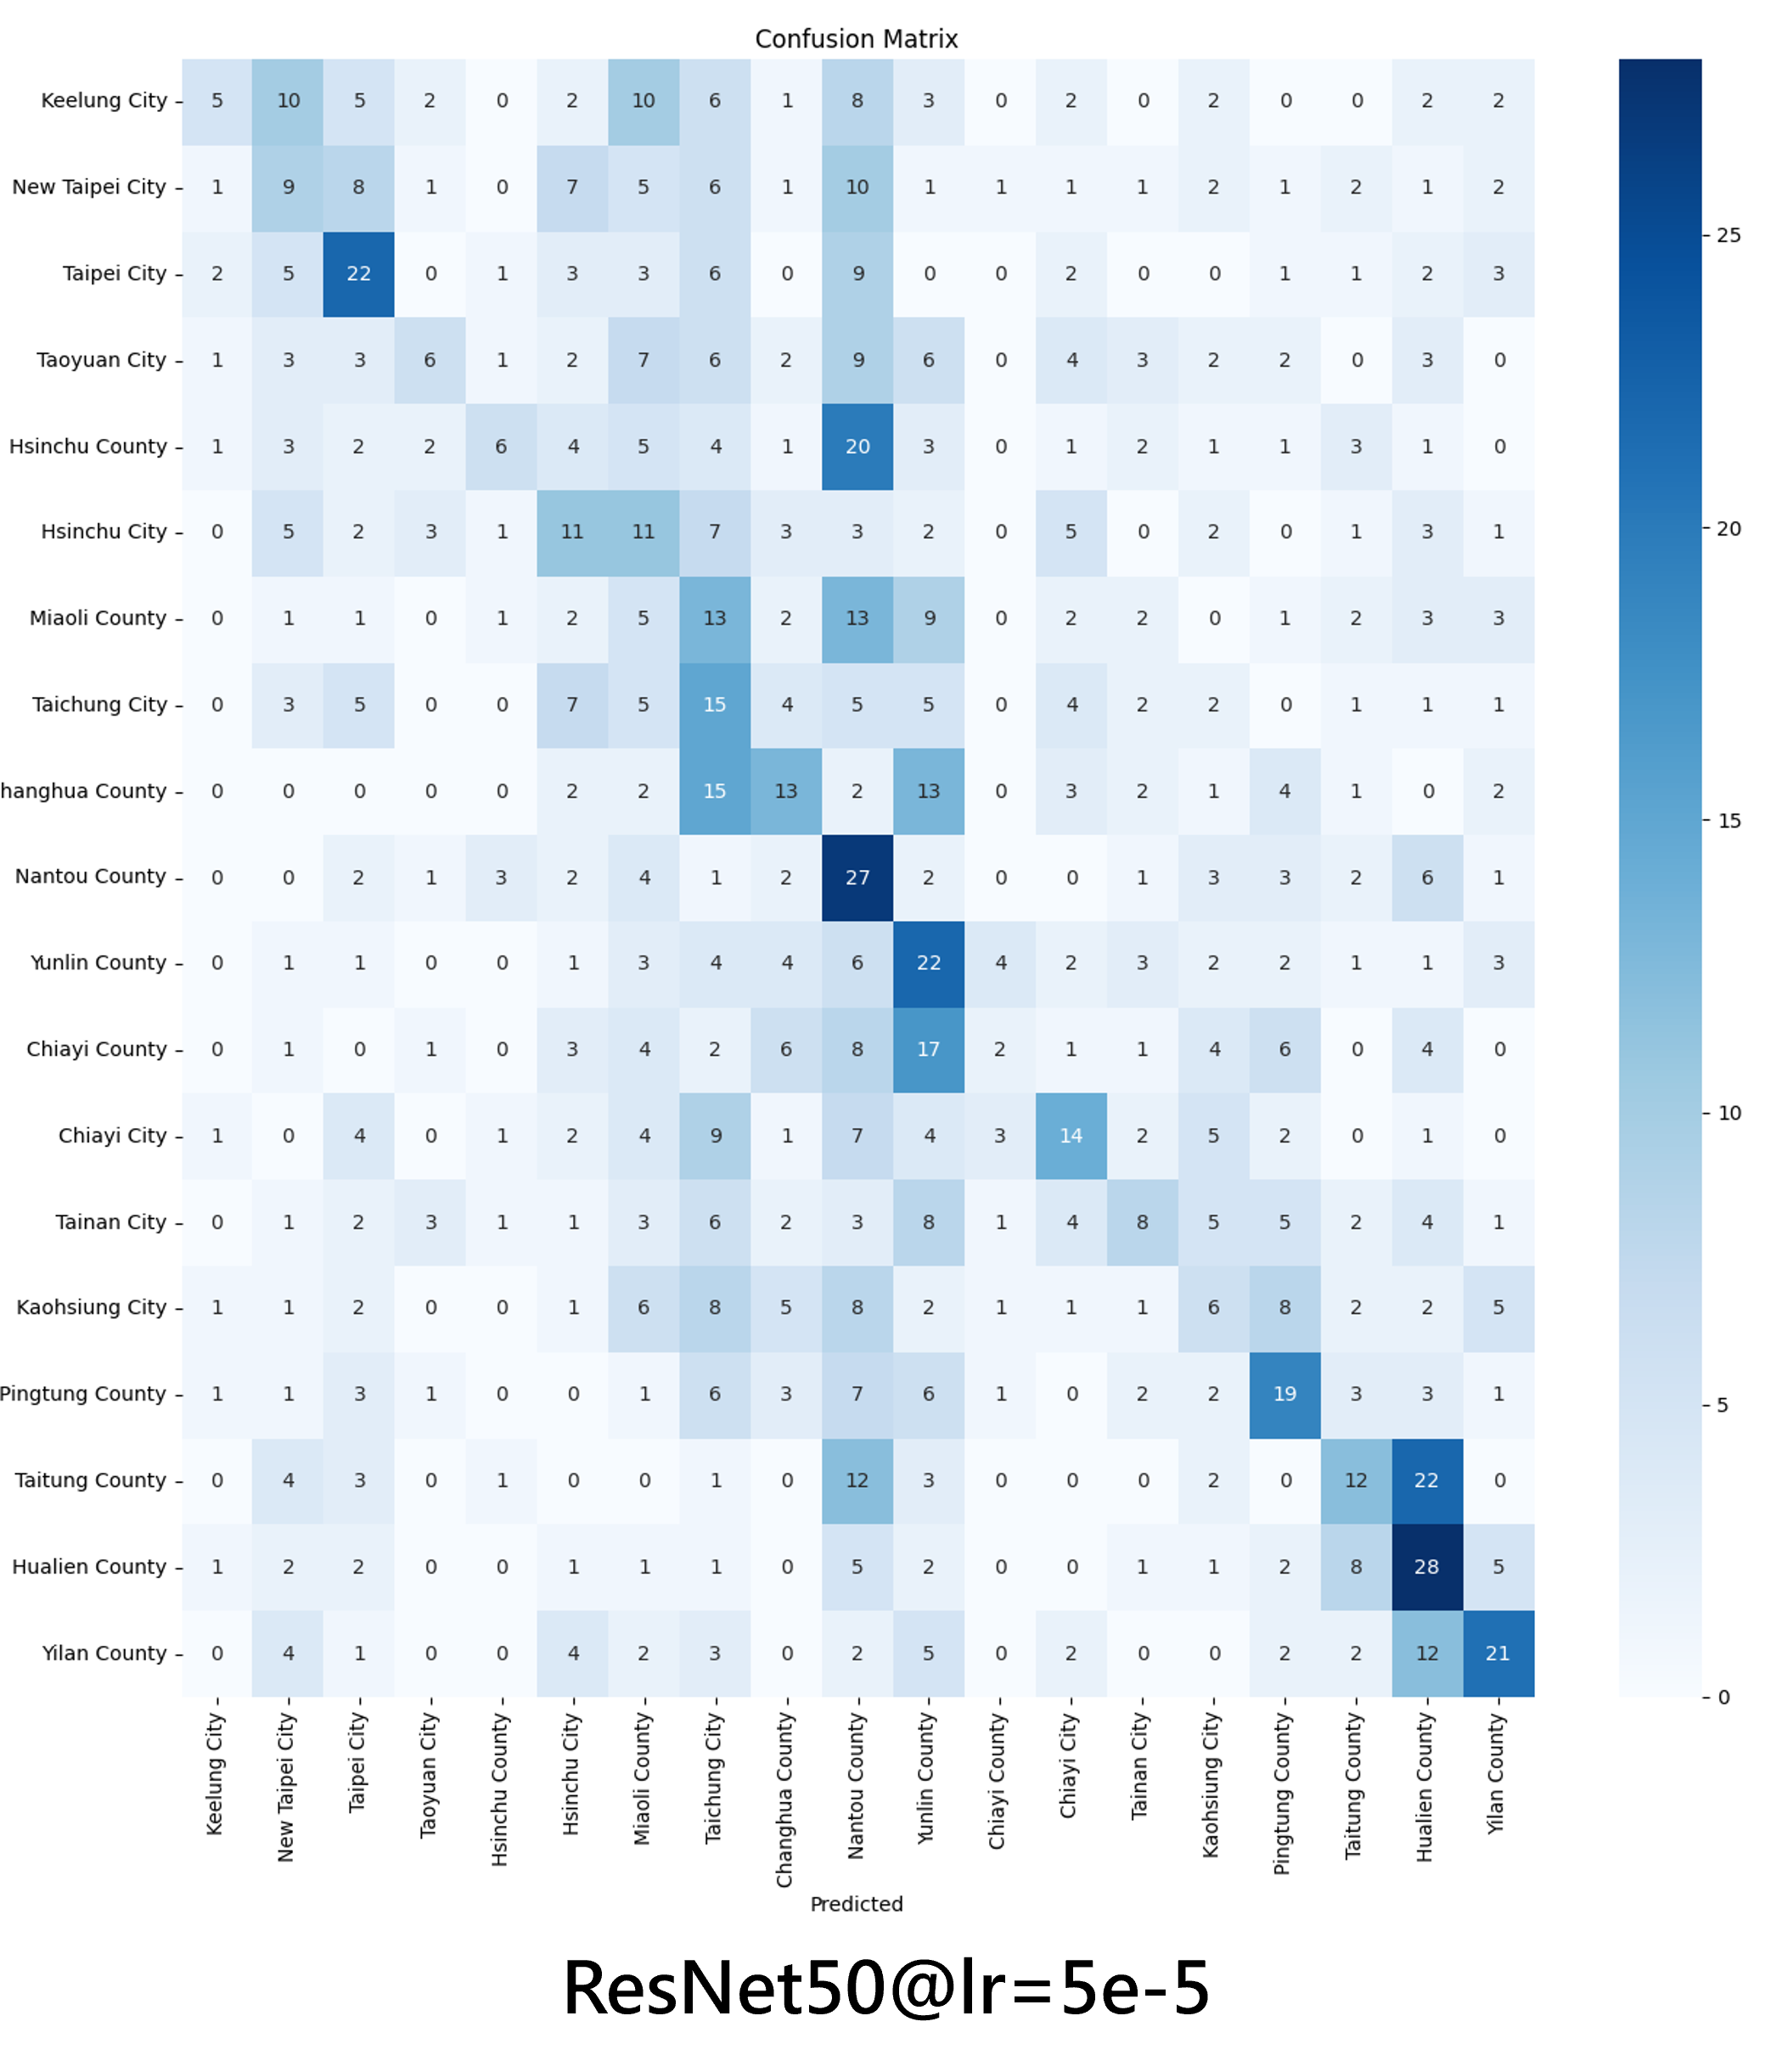 Confusion Matrix
Keelung City 5 10 5 2 0 2 10 6 1 8 3 0 2 0 2 0 0 2 2
New Taipei City 1 9 8 1 0 7 5 6 1 10 1 1 1 1 2 1 2 1 2
Taipei City 2 5 22 0 1 3 3 6 0 9 0 0 2 0 0 1 1 2 3
Taoyuan City 1 3 3 6 1 2 7 6 2 9 6 0 4 3 2 2 0 3 0
Hsinchu County 1 3 2 2 6 4 5 4 1 20 3 0 1 2 1 1 3 1 0
Hsinchu City 0 5 2 3 1 11 11 7 3 3 2 0 5 0 2 0 1 3 1
Miaoli County 0 1 1 0 1 2 5 13 2 13 9 0 2 2 0 1 2 3 3
Taichung City 0 3 5 0 0 7 5 15 4 5 5 0 4 2 2 0 1 1 1
hanghua County 0 0 0 0 0 2 2 15 13 2 13 0 3 2 1 4 1 0 2
Nantou County 0 0 2 1 3 2 4 1 2 27 2 0 0 1 3 3 2 6 1
Yunlin County 0 1 1 0 0 1 3 4 4 6 22 4 2 3 2 2 1 1 3
Chiayi County 0 1 0 1 0 3 4 2 6 8 17 2 1 1 4 6 0 4 0
Chiayi City 1 0 4 0 1 2 4 9 1 7 4 3 14 2 5 2 0 1 0
Tainan City 0 1 2 3 1 1 3 6 2 3 8 1 4 8 5 5 2 4 1
Kaohsiung City 1 1 2 0 0 1 6 8 5 8 2 1 1 1 6 8 2 2 5
Pingtung County 1 1 3 1 0 0 1 6 3 7 6 1 0 2 2 19 3 3 1
Taitung County 0 4 3 0 1 0 0 1 0 12 3 0 0 0 2 0 12 22 0
Hualien County 1 2 2 0 0 1 1 1 0 5 2 0 0 1 1 2 8 28 5
Yilan County 0 4 1 0 0 4 2 3 0 2 5 0 2 0 0 2 2 12 21
Keelung City
New Taipei City
Taipei City
Taoyuan City
Hsinchu County
Hsinchu City
Miaoli County
Taichung City
Changhua County
Nantou County
Yunlin County
Chiayi County
Chiayi City
Tainan City
Kaohsiung City
Pingtung County
Taitung County
Hualien County
Yilan County
Predicted
25
20
15
10
5
0
ResNet50@lr=5e-5